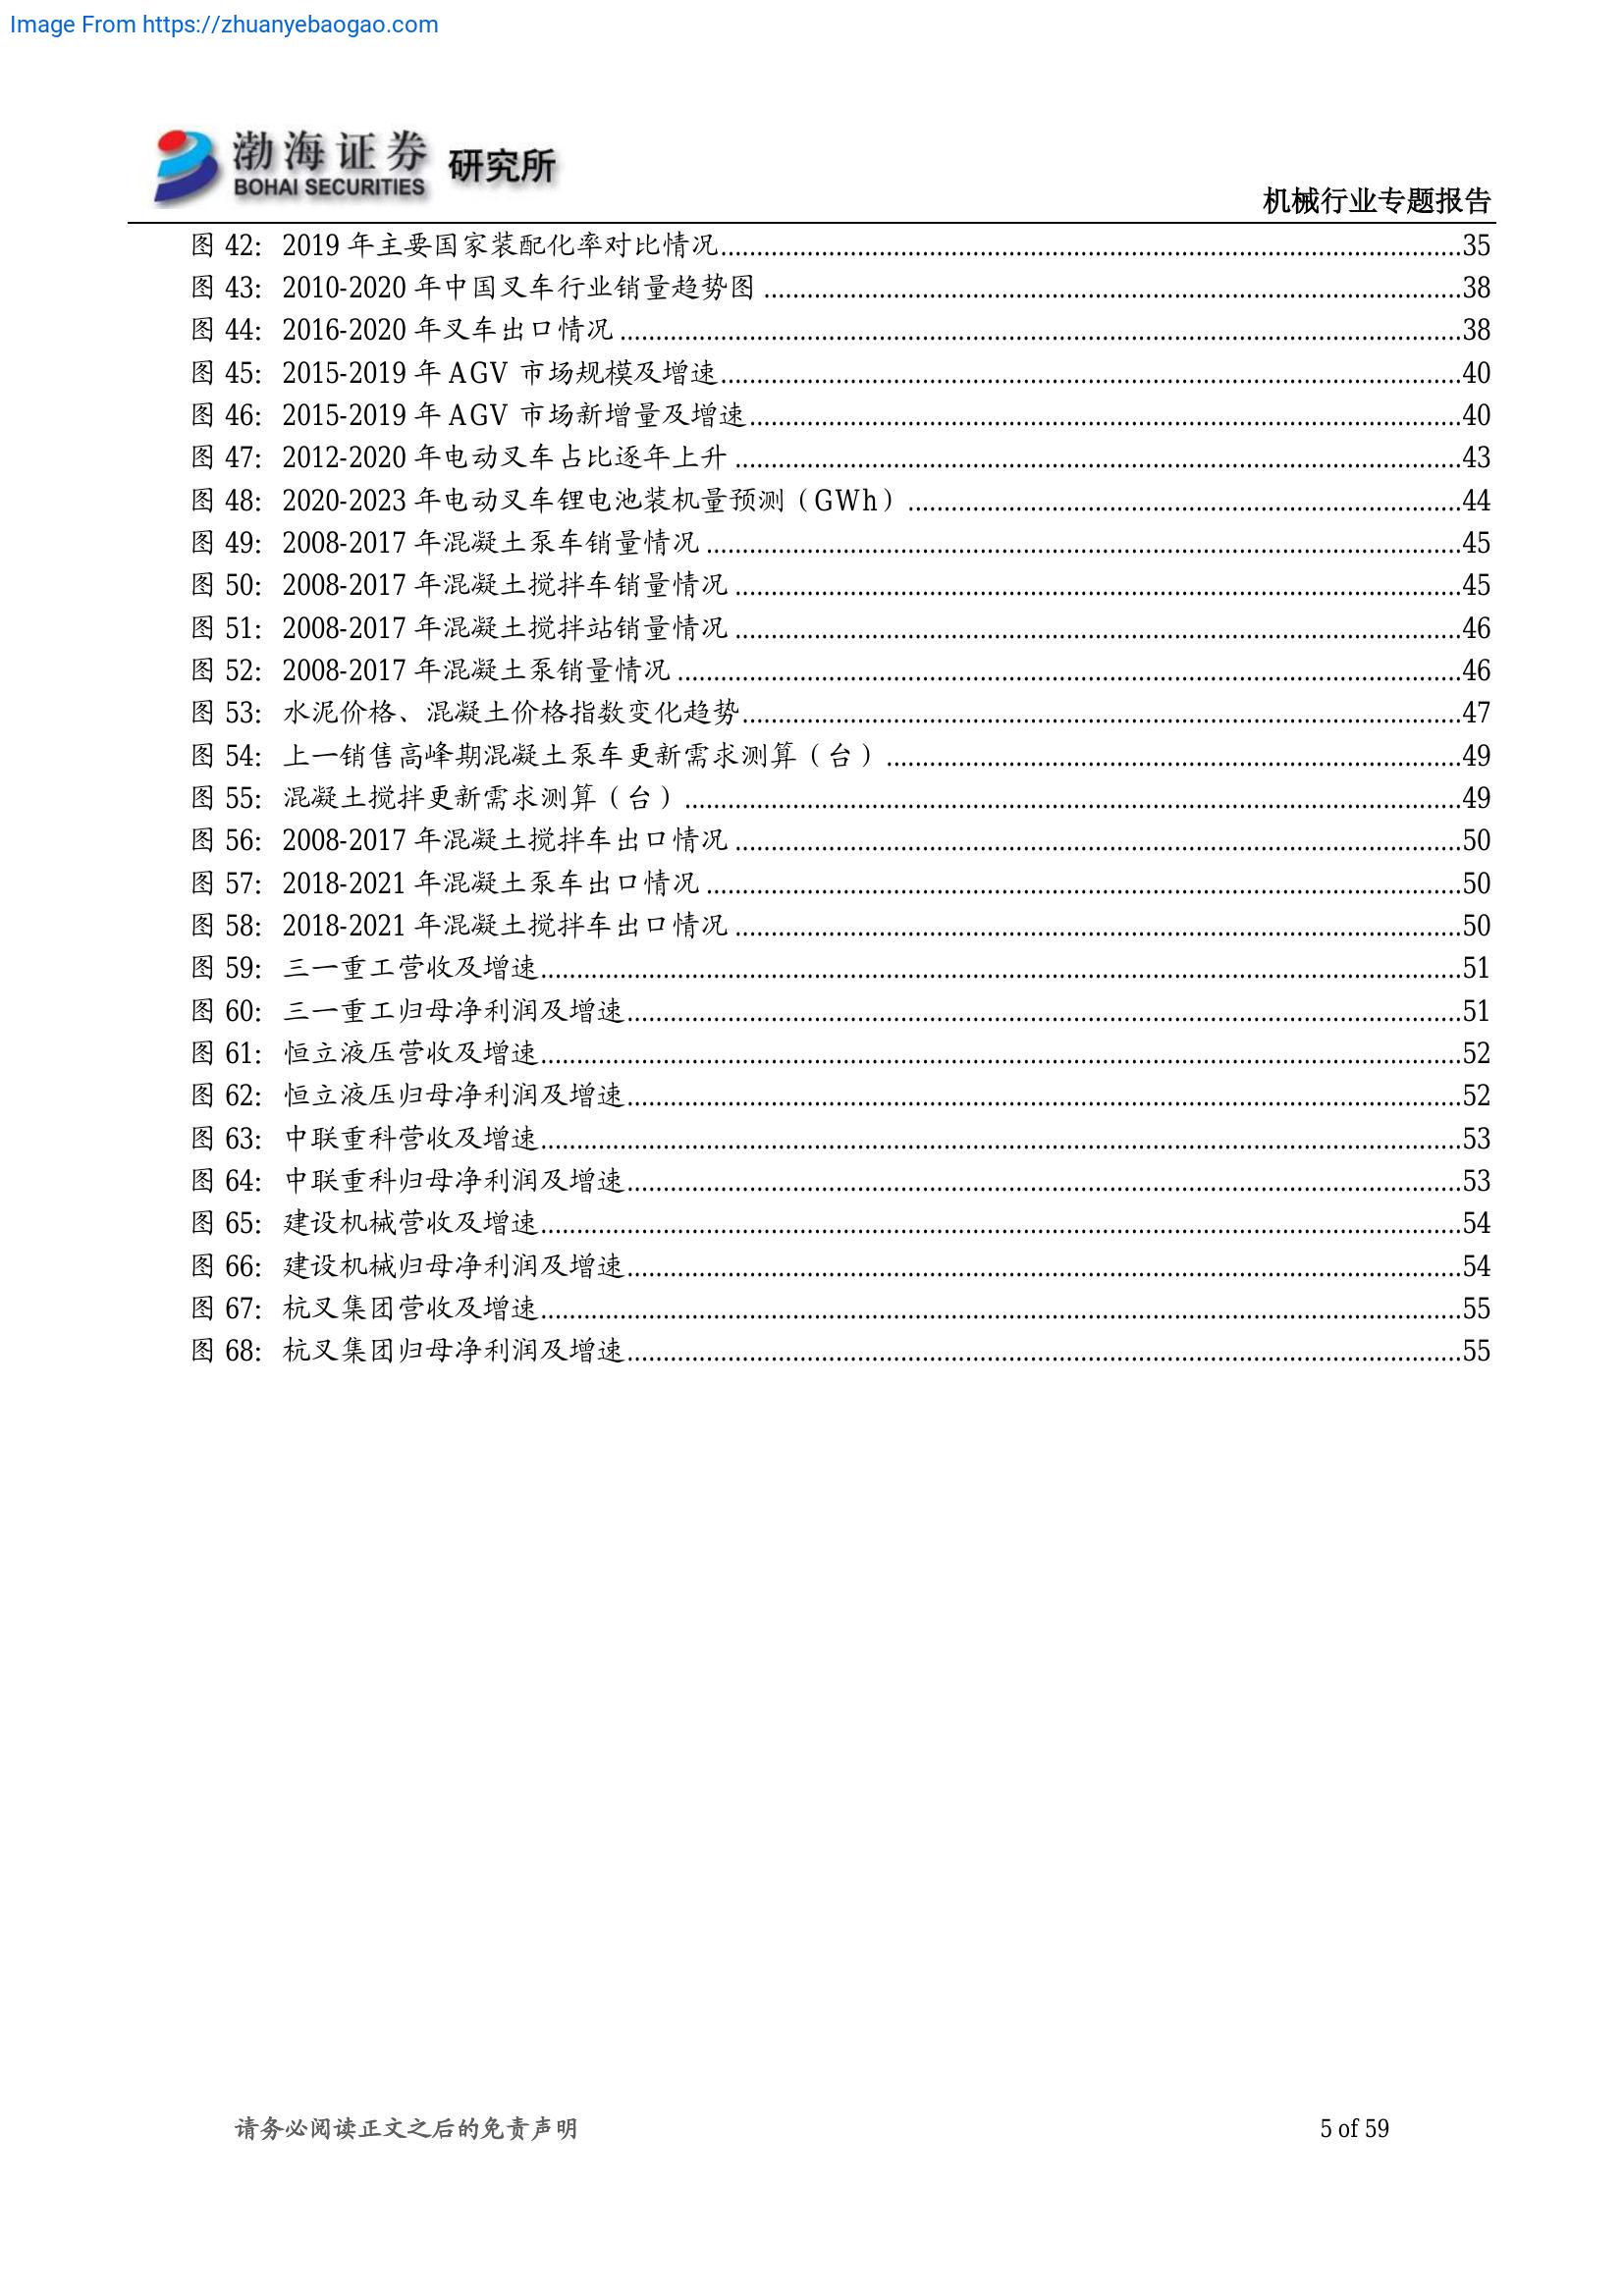 Image From https://zhuanyebaogao.com
渤海证券 研究所
BOHAI SECURITIES
机械行业专题报告
图 42: 2019 年主要国家装配化率对比情况..........35
图 43: 2010-2020 年中国叉车行业销量趋势图..........38
图 44: 2016-2020 年叉车出口情况..........38
图 45: 2015-2019 年 AGV 市场规模及增速..........40
图 46: 2015-2019 年 AGV 市场新增量及增速..........40
图 47: 2012-2020 年电动叉车占比逐年上升..........43
图 48: 2020-2023 年电动叉车锂电池装机量预测（GWh）..........44
图 49: 2008-2017 年混凝土泵车销量情况..........45
图 50: 2008-2017 年混凝土搅拌车销量情况..........45
图 51: 2008-2017 年混凝土搅拌站销量情况..........46
图 52: 2008-2017 年混凝土泵销量情况..........46
图 53: 水泥价格、混凝土价格指数变化趋势..........47
图 54: 上一销售高峰期混凝土泵车更新需求测算（台）..........49
图 55: 混凝土搅拌更新需求测算（台）..........49
图 56: 2008-2017 年混凝土搅拌车出口情况..........50
图 57: 2018-2021 年混凝土泵车出口情况..........50
图 58: 2018-2021 年混凝土搅拌车出口情况..........50
图 59: 三一重工营收及增速..........51
图 60: 三一重工归母净利润及增速..........51
图 61: 恒立液压营收及增速..........52
图 62: 恒立液压归母净利润及增速..........52
图 63: 中联重科营收及增速..........53
图 64: 中联重科归母净利润及增速..........53
图 65: 建设机械营收及增速..........54
图 66: 建设机械归母净利润及增速..........54
图 67: 杭叉集团营收及增速..........55
图 68: 杭叉集团归母净利润及增速..........55
请务必阅读正文之后的免责声明 5 of 59